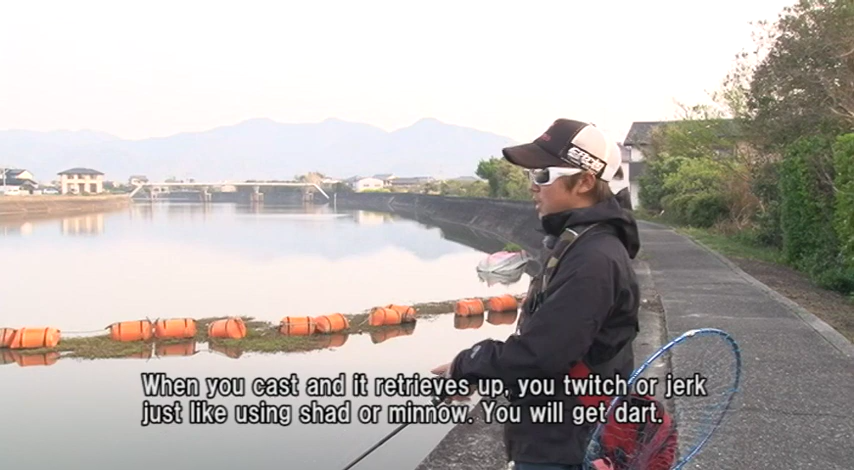 When you cast and it retrieves up, you twitch or jerk
just like using shad or minnow. You will get dart.